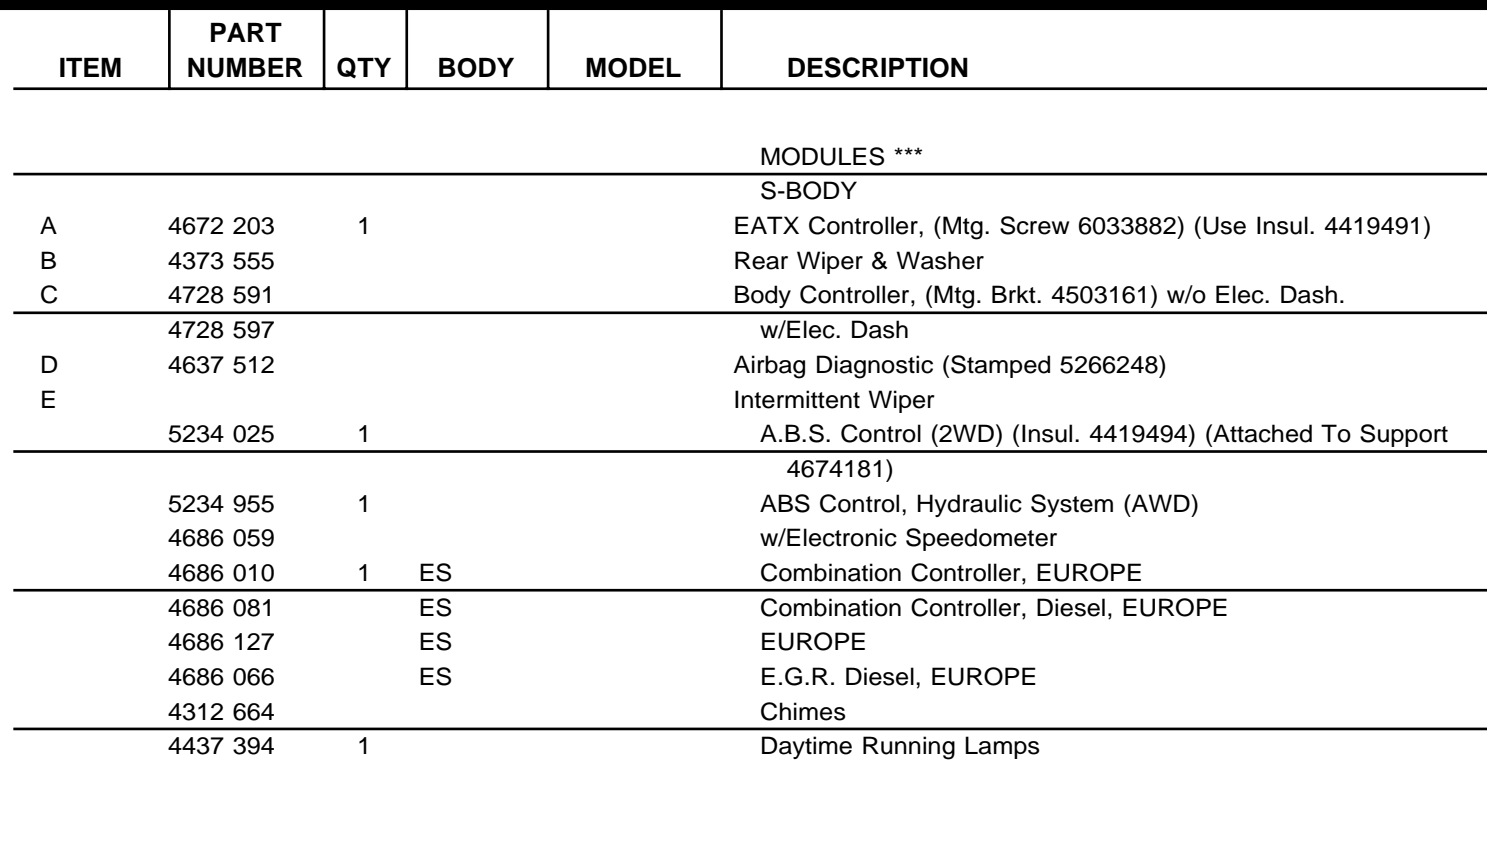 PART
ITEM NUMBER QTY BODY MODEL DESCRIPTION
MODULES ***
S-BODY
A 4672 203 1 EATX Controller, (Mtg. Screw 6033882) (Use Insul. 4419491)
B 4373 555 Rear Wiper & Washer
C 4728 591 Body Controller, (Mtg. Brkt. 4503161) w/o Elec. Dash.
4728 597 w/Elec. Dash
D 4637 512 Airbag Diagnostic (Stamped 5266248)
E Intermittent Wiper
5234 025 1 A.B.S. Control (2WD) (Insul. 4419494) (Attached To Support
4674181)
5234 955 1 ABS Control, Hydraulic System (AWD)
4686 059 w/Electronic Speedometer
4686 010 1 ES Combination Controller, EUROPE
4686 081 ES Combination Controller, Diesel, EUROPE
4686 127 ES EUROPE
4686 066 ES E.G.R. Diesel, EUROPE
4312 664 Chimes
4437 394 1 Daytime Running Lamps